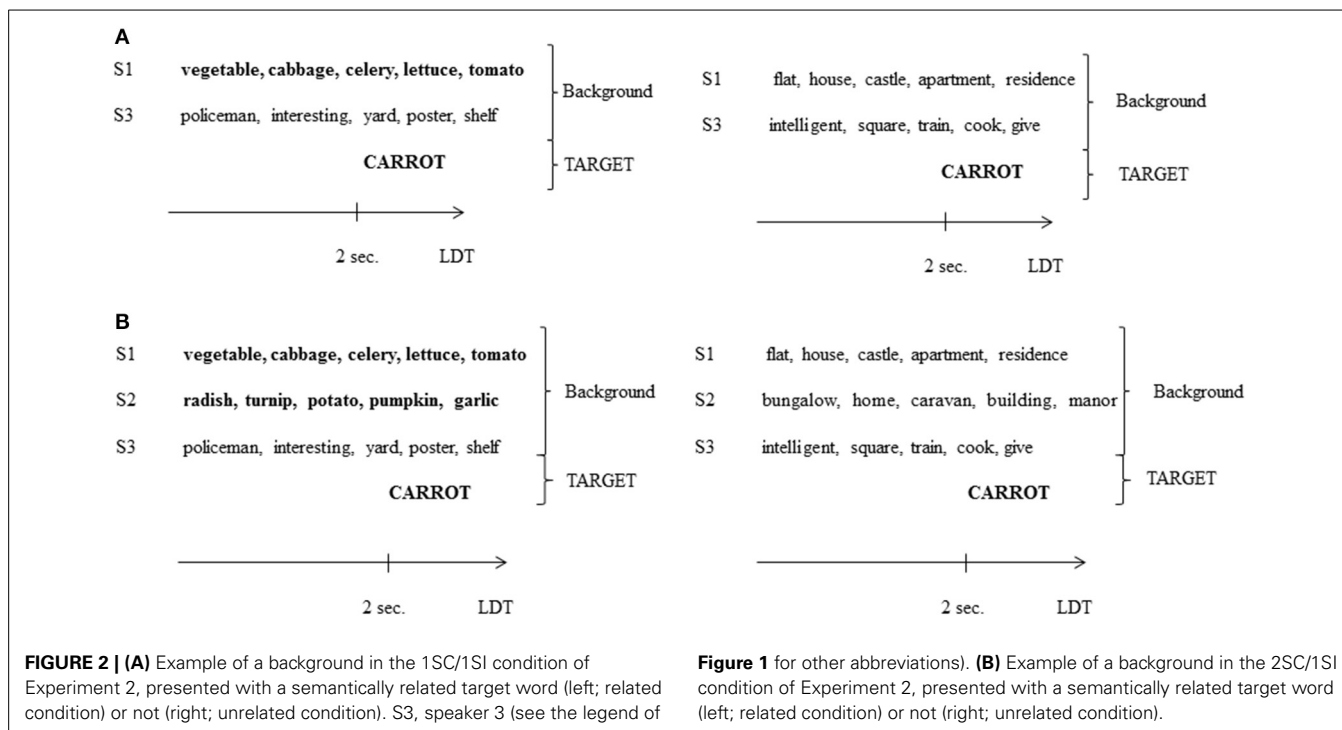 A
S1 vegetable, cabbage, celery, lettuce, tomato
S3 policeman, interesting, yard, poster, shelf
Background
CARROT
TARGET
2 sec. LDT
S1 flat, house, castle, apartment, residence
S3 intelligent, square, train, cook, give
Background
CARROT
TARGET
2 sec. LDT
B
S1 vegetable, cabbage, celery, lettuce, tomato
S2 radish, turnip, potato, pumpkin, garlic
S3 policeman, interesting, yard, poster, shelf
Background
CARROT
TARGET
2 sec. LDT
S1 flat, house, castle, apartment, residence
S2 bungalow, home, caravan, building, manor
S3 intelligent, square, train, cook, give
Background
CARROT
TARGET
2 sec. LDT
FIGURE 2 | (A) Example of a background in the 1SC/1SI condition of
Experiment 2, presented with a semantically related target word (left; related
condition) or not (right; unrelated condition). S3, speaker 3 (see the legend of
Figure 1 for other abbreviations). (B) Example of a background in the 2SC/1SI
condition of Experiment 2, presented with a semantically related target word
(left; related condition) or not (right; unrelated condition).